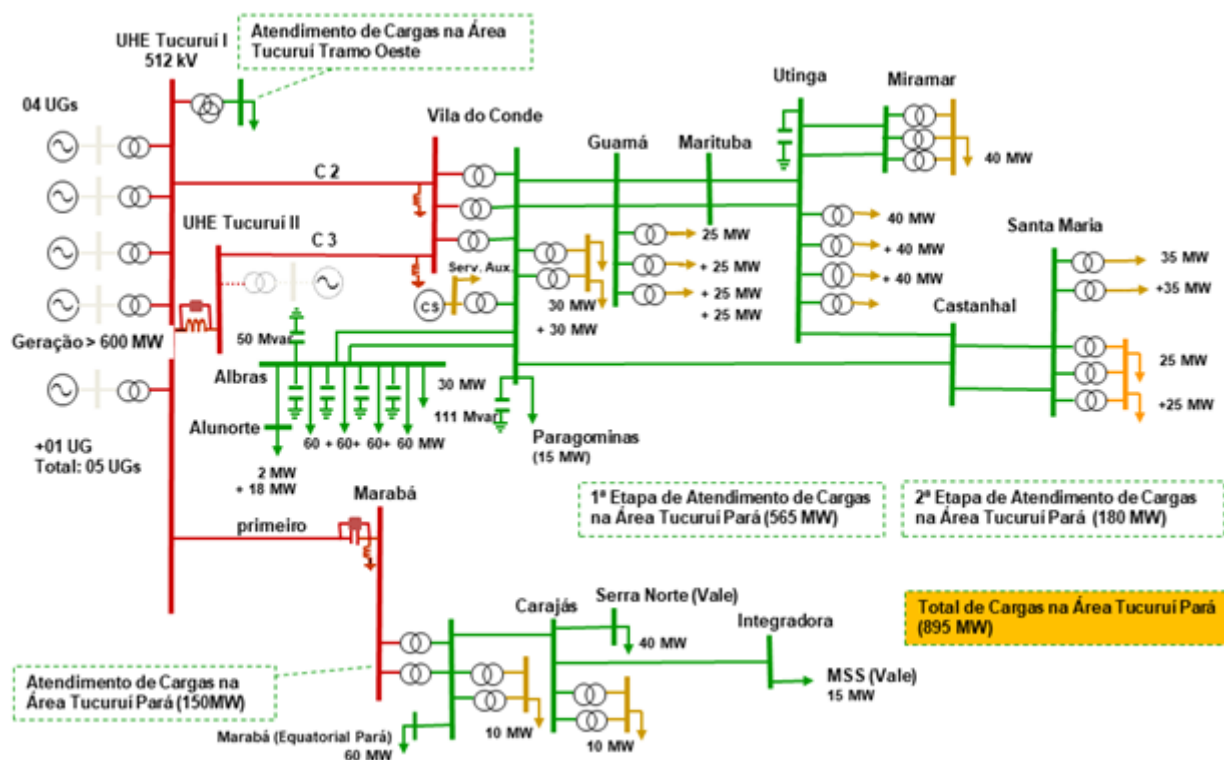 UHE Tucuruí I
512 kV
Atendimento de Cargas na Área
Tucuruí Tramo Oeste
04 UGs
Vila do Conde
Utinga
Miramar
Guamá
Marituba
40 MW
C 2
UHE Tucuruí II
C 3
Serv. Aux.
CS
25 MW
+ 25 MW
+ 25 MW
+ 25 MW
40 MW
+ 40 MW
+ 40 MW
Santa Maria
35 MW
+35 MW
Castanhal
30 MW
+ 30 MW
Geração > 600 MW
50 Mvar
Albras
30 MW
25 MW
+25 MW
111 Mvar
Alunorte
60 + 60+ 60+ 60 MW
Paragominas
(15 MW)
+01 UG
Total: 05 UGs
2 MW
+ 18 MW
Marabá
primeiro
1ª Etapa de Atendimento de Cargas
na Área Tucuruí Pará (565 MW)
2ª Etapa de Atendimento de Cargas
na Área Tucuruí Pará (180 MW)
Carajás
Serra Norte (Vale)
40 MW
Integradora
Total de Cargas na Área Tucuruí Pará
(895 MW)
MSS (Vale)
15 MW
Atendimento de Cargas na
Área Tucuruí Pará (150MW)
Marabá (Equatorial Pará)
60 MW
10 MW
10 MW